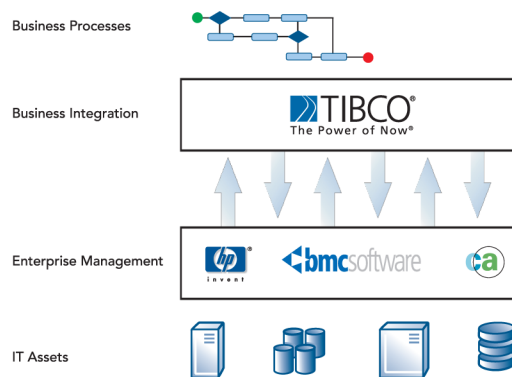 Business Processes
Business Integration
TIBCO®
The Power of Now®
Enterprise Management
hp®
invent
bmcsoftware
ca
IT Assets